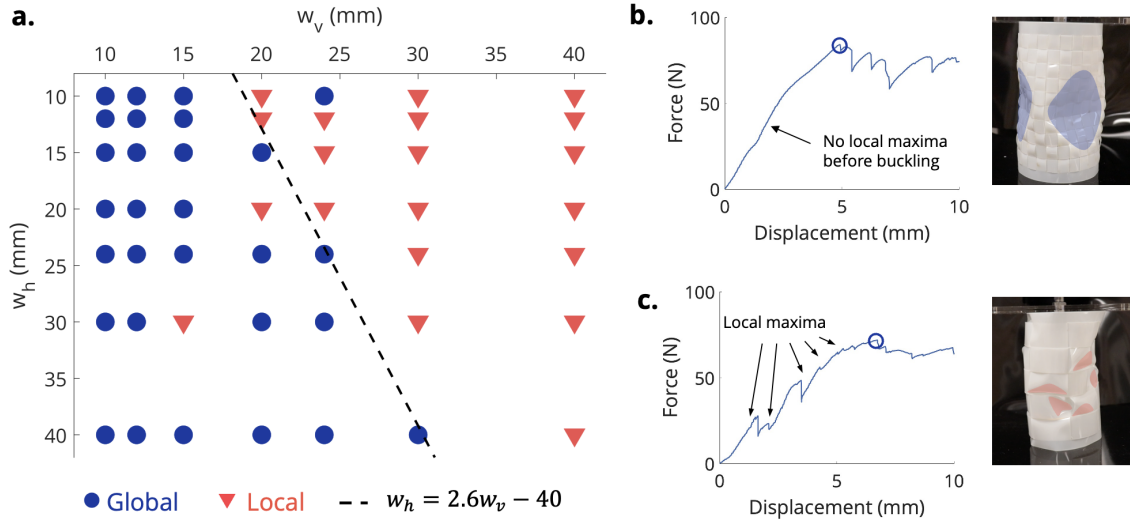 a.
w_v (mm)
10 15 20 25 30 35 40
w_h (mm)
10
15
20
25
30
35
40
Global Local w_h = 2.6w_v − 40
b.
Force (N)
100
50
0
No local maxima
before buckling
0 5 10
Displacement (mm)
c.
Force (N)
100
50
0
Local maxima
0 5 10
Displacement (mm)